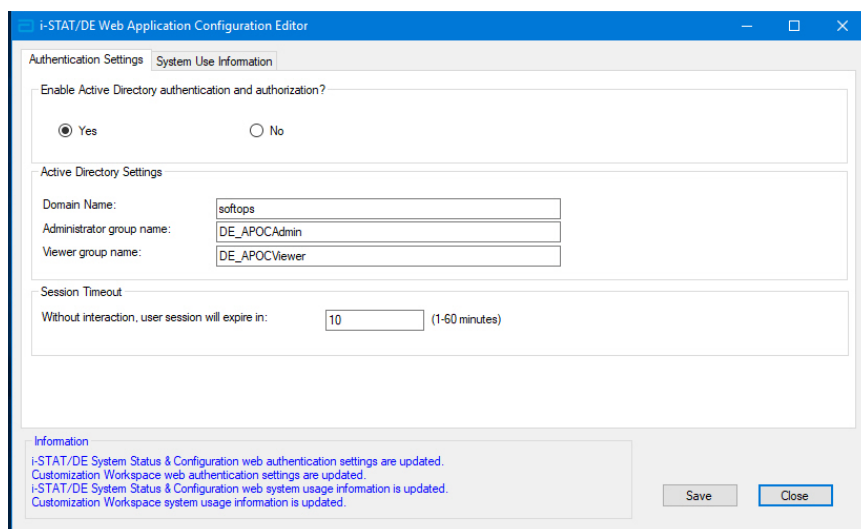 i-STAT/DE Web Application Configuration Editor
Authentication Settings System Use Information
Enable Active Directory authentication and authorization?
Yes No
Active Directory Settings
Domain Name: softops
Administrator group name: DE_APOCAdmin
Viewer group name: DE_APOCViewer
Session Timeout
Without interaction, user session will expire in: 10 (1-60 minutes)
Information
i-STAT/DE System Status & Configuration web authentication settings are updated.
Customization Workspace web authentication settings are updated.
i-STAT/DE System Status & Configuration web system usage information is updated.
Customization Workspace system usage information is updated.
Save Close